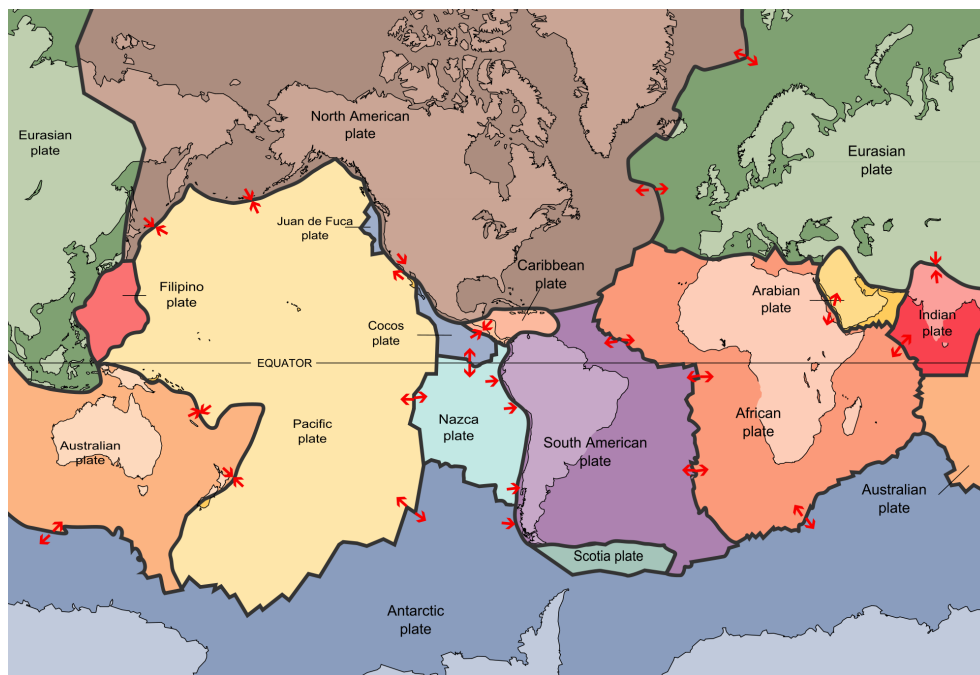 North American
plate
Eurasian
plate
Eurasian
plate
Juan de Fuca
plate
Caribbean
plate
Filipino
plate
Arabian
plate
Indian
plate
Cocos
plate
EQUATOR
Australian
plate
Pacific
plate
Nazca
plate
South American
plate
African
plate
Australian
plate
Scotia plate
Antarctic
plate